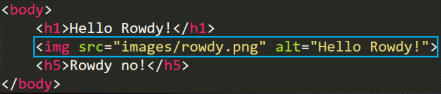 <body>
<h1>Hello Rowdy!</h1>
<img src="images/rowdy.png" alt="Hello Rowdy!">
<h5>Rowdy no!</h5>
</body>